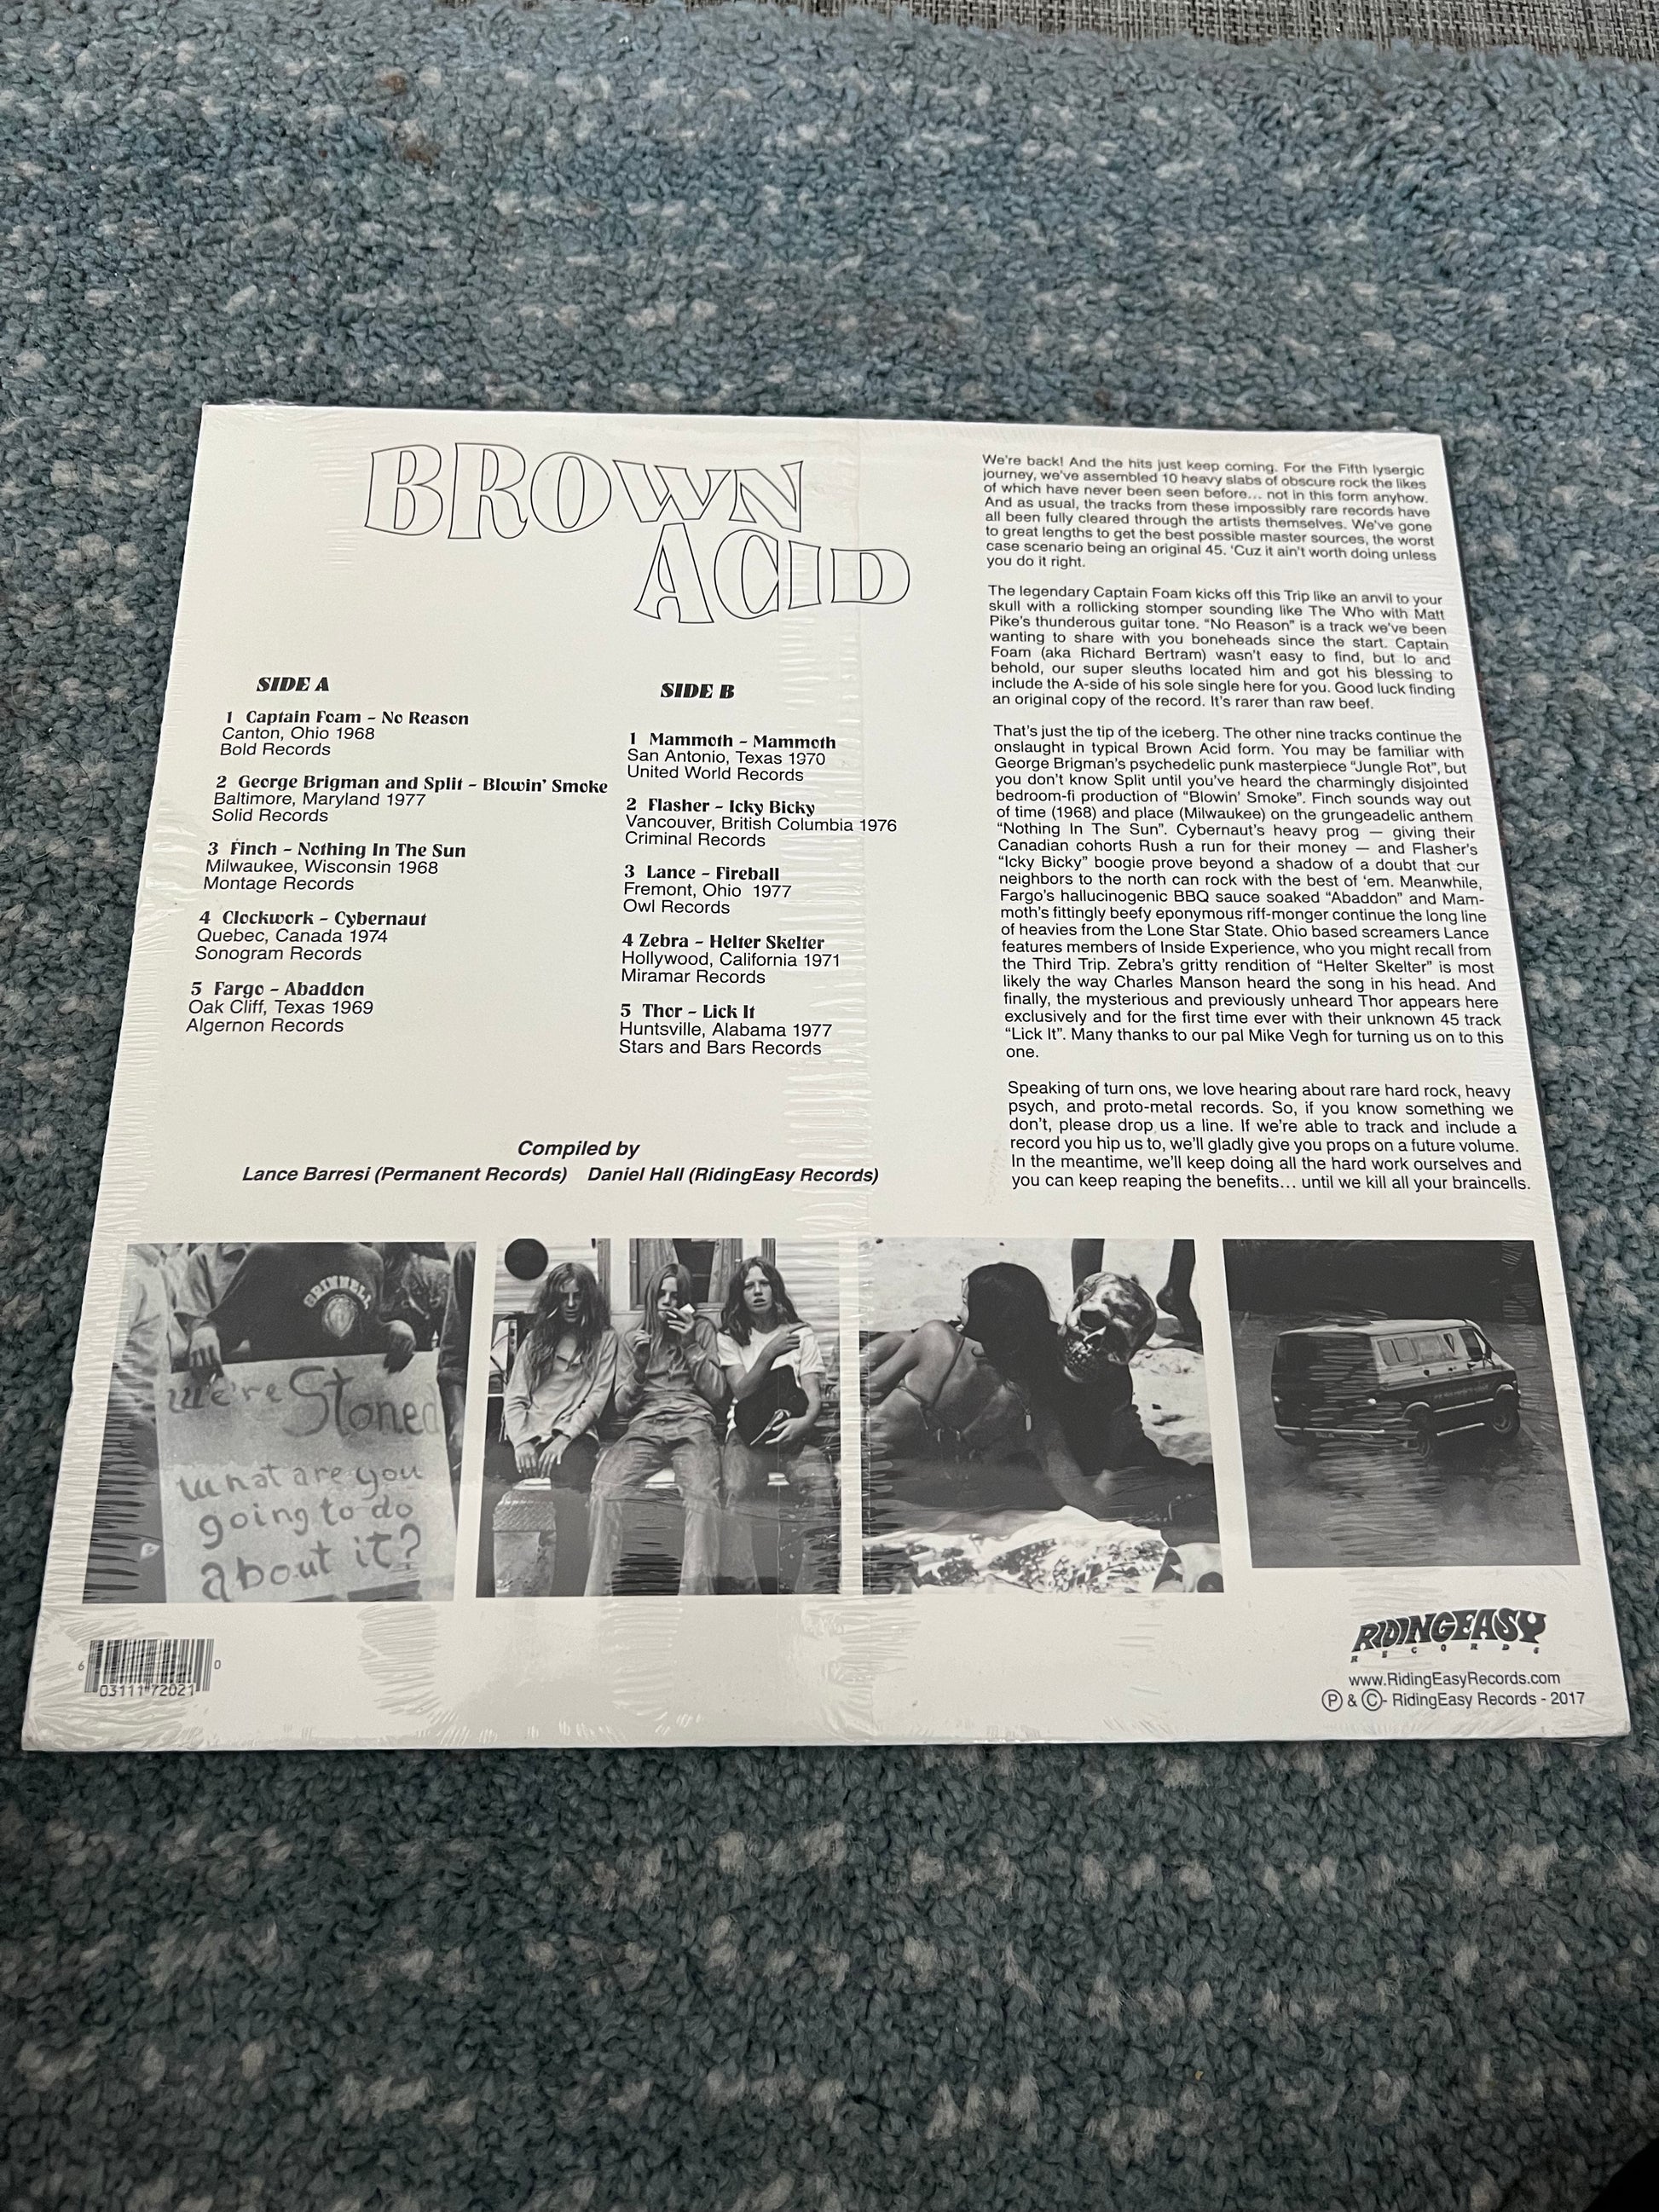 BROWN
ACID
SIDE A
1 Captain Foam - No Reason
Canton, Ohio 1968
Bold Records
2 George Brigman and Split - Blowin' Smoke
Baltimore, Maryland 1977
Solid Records
3 Finch - Nothing In The Sun
Milwaukee, Wisconsin 1968
Montage Records
4 Clockwork - Cybernaut
Quebec, Canada 1974
Sonogram Records
5 Fargo - Abaddon
Oak Cliff, Texas 1969
Algernon Records
SIDE B
1 Mammoth - Mammoth
San Antonio, Texas 1970
United World Records
2 Flasher - Icky Bicky
Vancouver, British Columbia 1976
Criminal Records
3 Lance - Fireball
Fremont, Ohio 1977
Owl Records
4 Zebra - Helter Skelter
Hollywood, California 1971
Miramar Records
5 Thor - Lick It
Huntsville, Alabama 1977
Stars and Bars Records
Compiled by
Lance Barresi (Permanent Records) Daniel Hall (RidingEasy Records)
We're back! And the hits just keep coming. For the Fifth lysergic
journey, we've assembled 10 heavy slabs of obscure rock the likes
of which have never been seen before... not in this form anyhow.
And as usual, the tracks from these impossibly rare records have
all been fully cleared through the artists themselves. We've gone
to great lengths to get the best possible master sources, the worst
case scenario being an original 45. 'Cuz it ain't worth doing unless
you do it right.
The legendary Captain Foam kicks off this Trip like an anvil to your
skull with a rollicking stomper sounding like The Who with Matt
Pike's thunderous guitar tone. "No Reason" is a track we've been
wanting to share with you boneheads since the start. Captain
Foam (aka Richard Bertram) wasn't easy to find, but lo and
behold, our super sleuths located him and got his blessing to
include the A-side of his sole single here for you. Good luck finding
an original copy of the record. It's rarer than raw beef.
That's just the tip of the iceberg. The other nine tracks continue the
onslaught in typical Brown Acid form. You may be familiar with
George Brigman's psychedelic punk masterpiece "Jungle Rot", but
you don't know Split until you've heard the charmingly disjointed
bedroom-fi production of "Blowin' Smoke". Finch sounds way out
of time (1968) and place (Milwaukee) on the grungeadelic anthem
"Nothing In The Sun". Cybernaut's heavy prog — giving their
Canadian cohorts Rush a run for their money — and Flasher's
"Icky Bicky" boogie prove beyond a shadow of a doubt that our
neighbors to the north can rock with the best of 'em. Meanwhile,
Fargo's hallucinogenic BBQ sauce soaked "Abaddon" and Mam-
moth's fittingly beefy eponymous riff-monger continue the long line
of heavies from the Lone Star State. Ohio based screamers Lance
features members of Inside Experience, who you might recall from
the Third Trip. Zebra's gritty rendition of "Helter Skelter" is most
likely the way Charles Manson heard the song in his head. And
finally, the mysterious and previously unheard Thor appears here
exclusively and for the first time ever with their unknown 45 track
"Lick It". Many thanks to our pal Mike Vegh for turning us on to this
one.
Speaking of turn ons, we love hearing about rare hard rock, heavy
psych, and proto-metal records. So, if you know something we
don't, please drop us a line. If we're able to track and include a
record you hip us to, we'll gladly give you props on a future volume.
In the meantime, we'll keep doing all the hard work ourselves and
you can keep reaping the benefits... until we kill all your braincells.
GRINNELL
We're Stoned
What are you
going to do
about it?
6 03111 72021 0
RIDINGEASY
RECORDS
www.RidingEasyRecords.com
Ⓟ & Ⓒ- RidingEasy Records - 2017